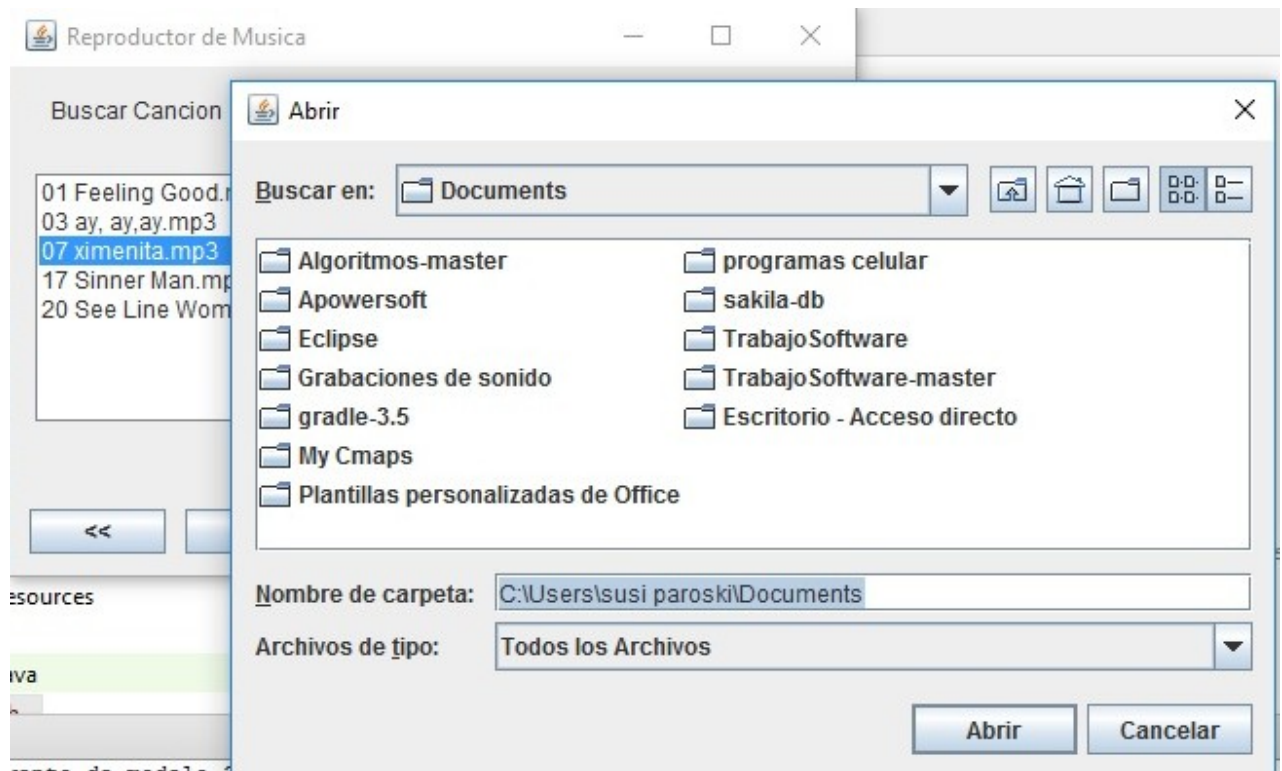 Reproductor de Musica
Buscar Cancion
Abrir
01 Feeling Good.
03 ay, ay,ay.mp3
07 ximenita.mp3
17 Sinner Man.mp
20 See Line Wom
<<
Buscar en: Documents
Algoritmos-master
Apowersoft
Eclipse
Grabaciones de sonido
gradle-3.5
My Cmaps
Plantillas personalizadas de Office
programas celular
sakila-db
TrabajoSoftware
TrabajoSoftware-master
Escritorio - Acceso directo
Nombre de carpeta: C:\Users\susi paroski\Documents
Archivos de tipo: Todos los Archivos
Abrir
Cancelar
esources
ava